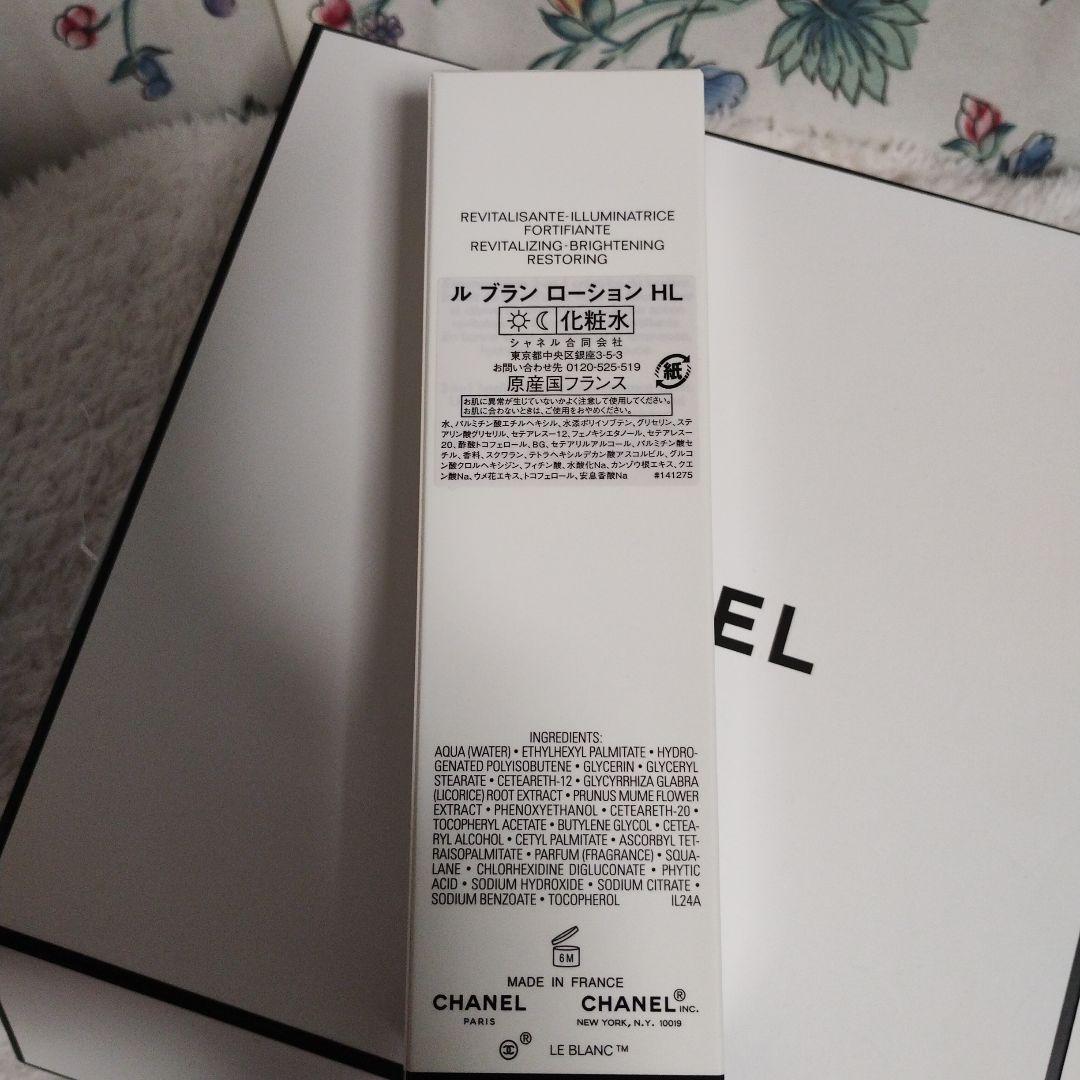 REVITALISANTE-ILLUMINATRICE
FORTIFIANTE
REVITALIZING-BRIGHTENING
RESTORING
ル ブラン ローション HL
化粧水
シャネル合同会社
東京都中央区銀座3-5-3
お問い合わせ先 0120-525-519
紙
原産国フランス
お肌に異常が生じていないかよく注意して使用してください。
お肌に合わないときは、ご使用をおやめください。
水、パルミチン酸エチルヘキシル、水添ポリイソブテン、グリセリン、ステ
アリン酸グリセリル、セテアレス-12、フェノキシエタノール、セテアレス-
20、酢酸トコフェロール、BG、セテアリルアルコール、パルミチン酸セ
チル、香料、スクワラン、テトラヘキシルデカン酸アスコルビル、グルコ
ン酸クロルヘキシジン、フィチン酸、水酸化Na、カンゾウ根エキス、クエ
ン酸Na、ウメ花エキス、トコフェロール、安息香酸Na #141275
EL
INGREDIENTS:
AQUA (WATER) • ETHYLHEXYL PALMITATE • HYDRO-
GENATED POLYISOBUTENE • GLYCERIN • GLYCERYL
STEARATE • CETEARETH-12 • GLYCYRRHIZA GLABRA
(LICORICE) ROOT EXTRACT • PRUNUS MUME FLOWER
EXTRACT • PHENOXYETHANOL • CETEARETH-20 •
TOCOPHERYL ACETATE • BUTYLENE GLYCOL • CETEA-
RYL ALCOHOL • CETYL PALMITATE • ASCORBYL TET-
RAISOPALMITATE • PARFUM (FRAGRANCE) • SQUA-
LANE • CHLORHEXIDINE DIGLUCONATE • PHYTIC
ACID • SODIUM HYDROXIDE • SODIUM CITRATE •
SODIUM BENZOATE • TOCOPHEROL IL24A
6M
MADE IN FRANCE
CHANEL CHANEL® INC.
PARIS NEW YORK, N.Y. 10019
® LE BLANC™